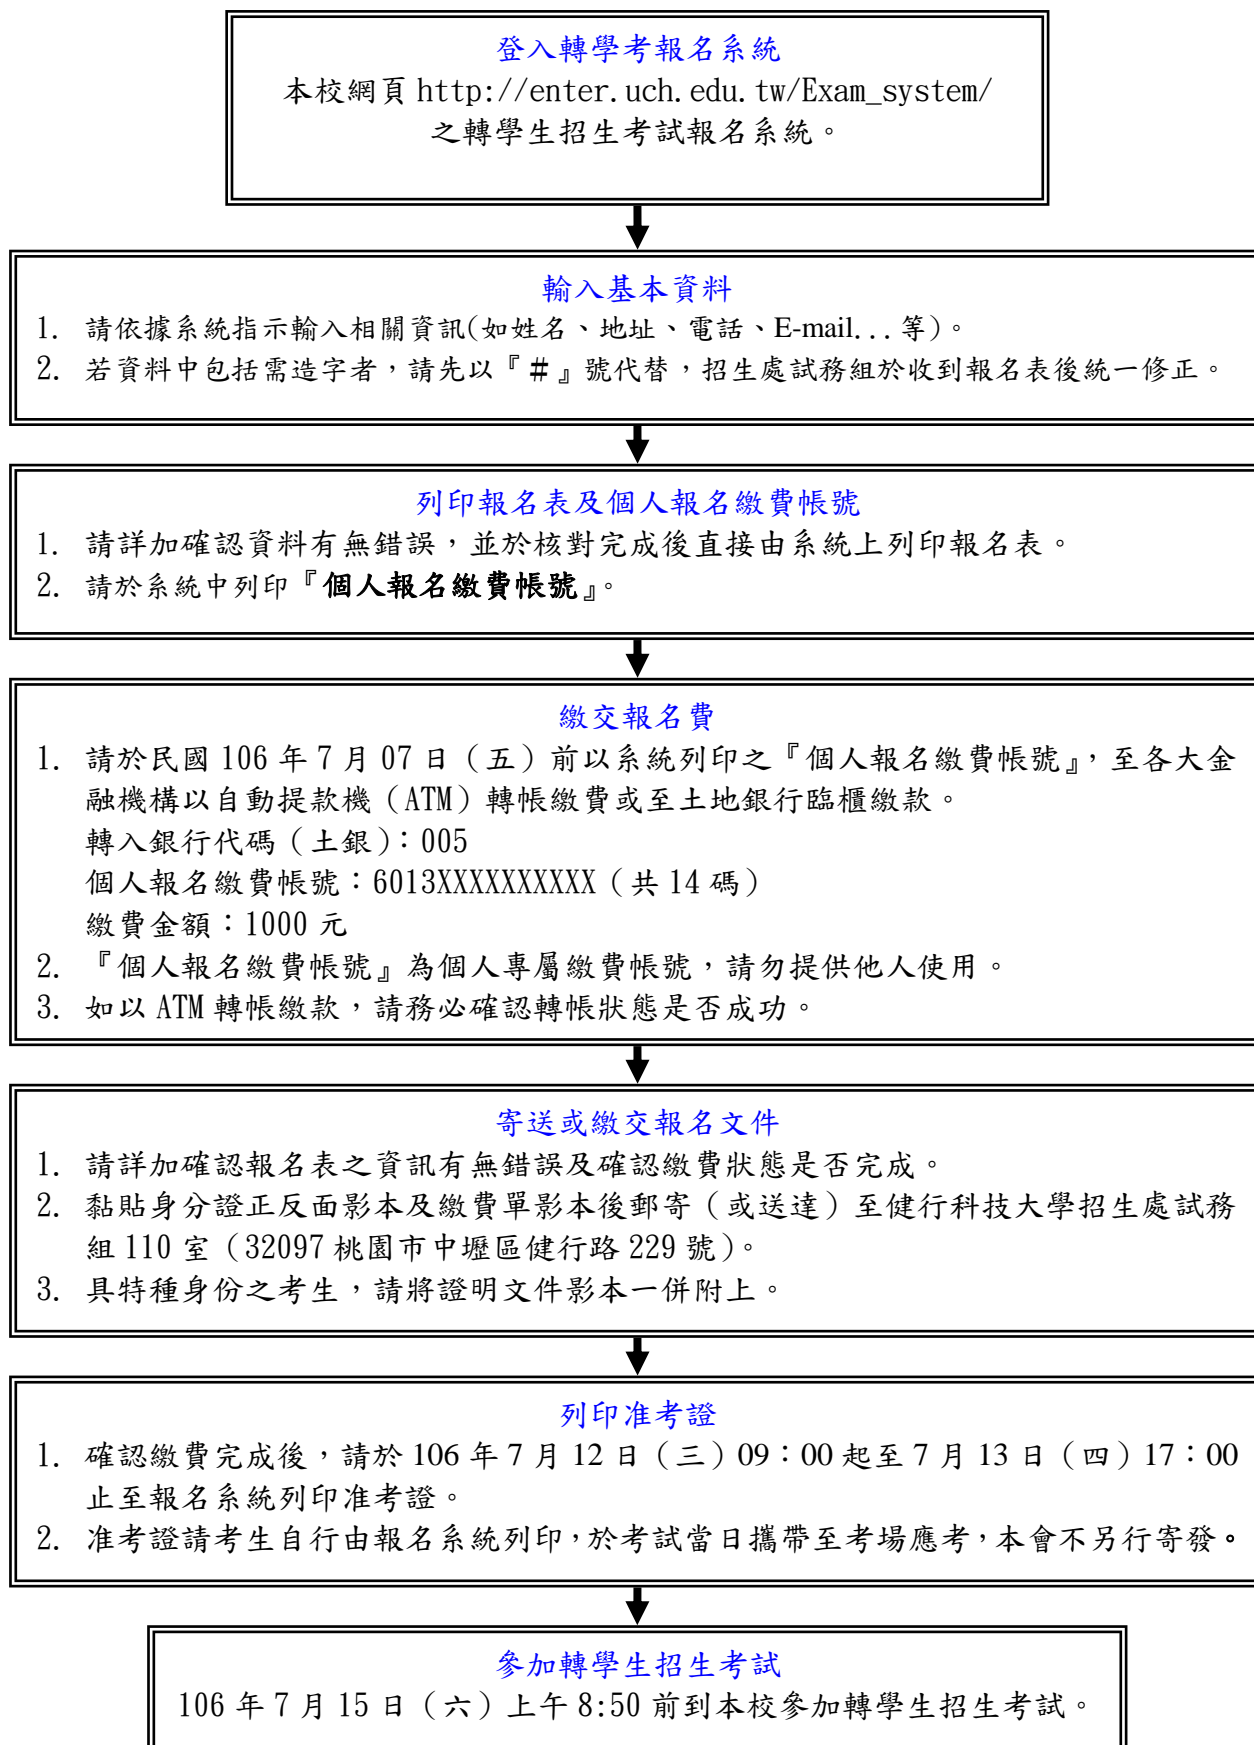 登入轉學考報名系統
本校網頁 http://enter.uch.edu.tw/Exam_system/
之轉學生招生考試報名系統。
輸入基本資料
1. 請依據系統指示輸入相關資訊(如姓名、地址、電話、E-mail...等)。
2. 若資料中包括需造字者，請先以『＃』號代替，招生處試務組於收到報名表後統一修正。
列印報名表及個人報名繳費帳號
1. 請詳加確認資料有無錯誤，並於核對完成後直接由系統上列印報名表。
2. 請於系統中列印『個人報名繳費帳號』。
繳交報名費
1. 請於民國 106 年 7 月 07 日（五）前以系統列印之『個人報名繳費帳號』，至各大金
融機構以自動提款機（ATM）轉帳繳費或至土地銀行臨櫃繳款。
轉入銀行代碼（土銀）：005
個人報名繳費帳號：6013XXXXXXXXXX（共 14 碼）
繳費金額：1000 元
2. 『個人報名繳費帳號』為個人專屬繳費帳號，請勿提供他人使用。
3. 如以 ATM 轉帳繳款，請務必確認轉帳狀態是否成功。
寄送或繳交報名文件
1. 請詳加確認報名表之資訊有無錯誤及確認繳費狀態是否完成。
2. 黏貼身分證正反面影本及繳費單影本後郵寄（或送達）至健行科技大學招生處試務
組 110 室（32097 桃園市中壢區健行路 229 號）。
3. 具特種身份之考生，請將證明文件影本一併附上。
列印准考證
1. 確認繳費完成後，請於 106 年 7 月 12 日（三）09：00 起至 7 月 13 日（四）17：00
止至報名系統列印准考證。
2. 准考證請考生自行由報名系統列印，於考試當日攜帶至考場應考，本會不另行寄發。
參加轉學生招生考試
106 年 7 月 15 日（六）上午 8:50 前到本校參加轉學生招生考試。